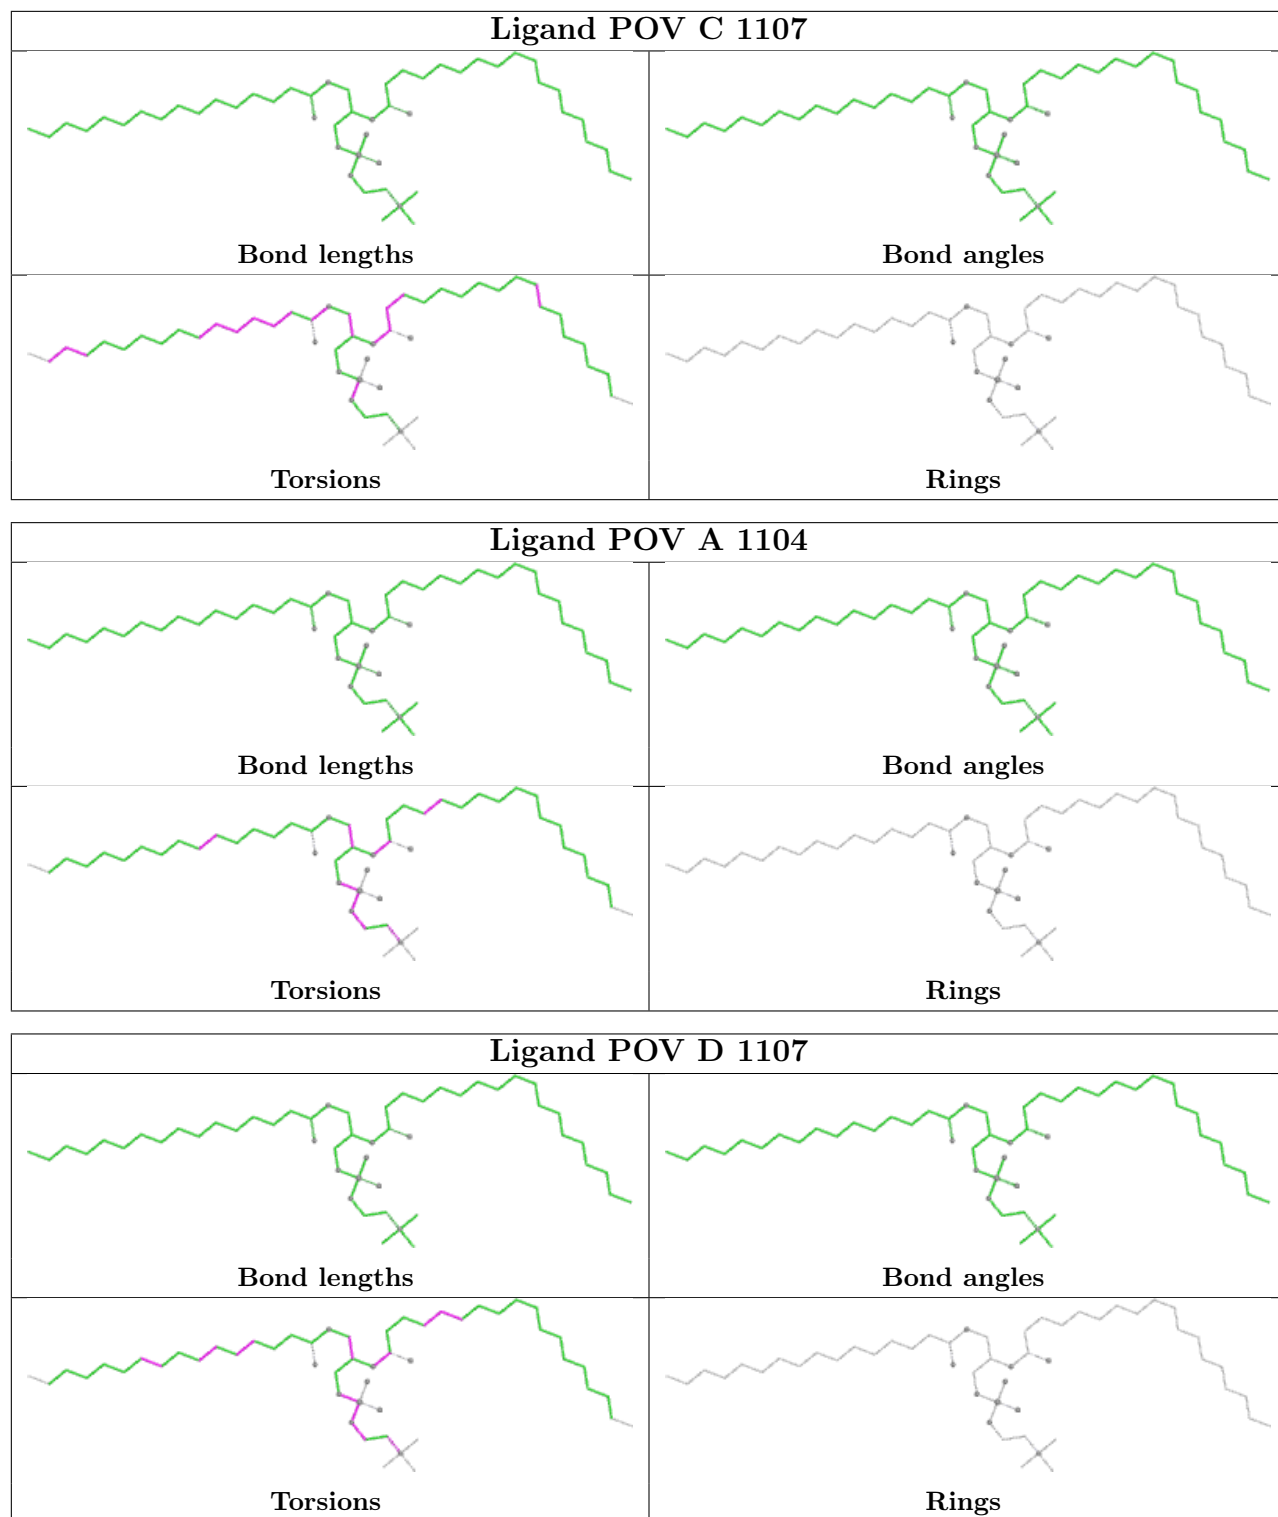 Ligand POV C 1107
Bond lengths
Bond angles
Torsions
Rings
Ligand POV A 1104
Bond lengths
Bond angles
Torsions
Rings
Ligand POV D 1107
Bond lengths
Bond angles
Torsions
Rings